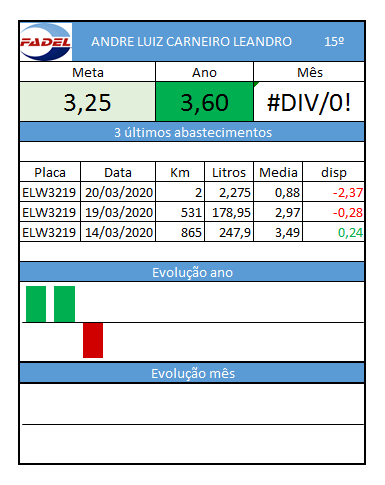 FADEL ANDRE LUIZ CARNEIRO LEANDRO 15º
Meta Ano Mês
3,25 3,60 #DIV/0!
3 últimos abastecimentos
Placa Data Km Litros Media disp
ELW3219 20/03/2020 2 2,275 0,88 -2,37
ELW3219 19/03/2020 531 178,95 2,97 -0,28
ELW3219 14/03/2020 865 247,9 3,49 0,24
Evolução ano
Evolução mês